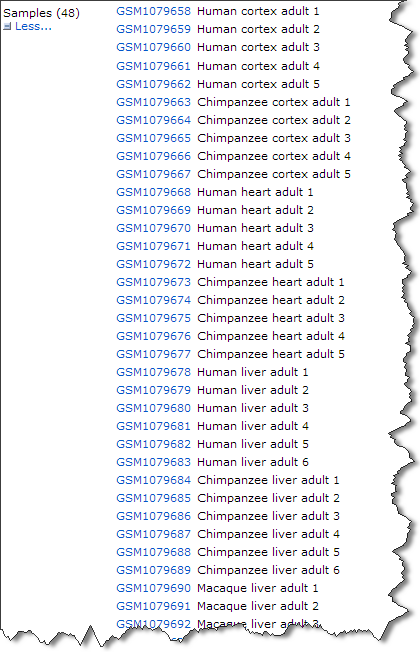 Samples (48)
Less...
GSM1079658 Human cortex adult 1
GSM1079659 Human cortex adult 2
GSM1079660 Human cortex adult 3
GSM1079661 Human cortex adult 4
GSM1079662 Human cortex adult 5
GSM1079663 Chimpanzee cortex adult 1
GSM1079664 Chimpanzee cortex adult 2
GSM1079665 Chimpanzee cortex adult 3
GSM1079666 Chimpanzee cortex adult 4
GSM1079667 Chimpanzee cortex adult 5
GSM1079668 Human heart adult 1
GSM1079669 Human heart adult 2
GSM1079670 Human heart adult 3
GSM1079671 Human heart adult 4
GSM1079672 Human heart adult 5
GSM1079673 Chimpanzee heart adult 1
GSM1079674 Chimpanzee heart adult 2
GSM1079675 Chimpanzee heart adult 3
GSM1079676 Chimpanzee heart adult 4
GSM1079677 Chimpanzee heart adult 5
GSM1079678 Human liver adult 1
GSM1079679 Human liver adult 2
GSM1079680 Human liver adult 3
GSM1079681 Human liver adult 4
GSM1079682 Human liver adult 5
GSM1079683 Human liver adult 6
GSM1079684 Chimpanzee liver adult 1
GSM1079685 Chimpanzee liver adult 2
GSM1079686 Chimpanzee liver adult 3
GSM1079687 Chimpanzee liver adult 4
GSM1079688 Chimpanzee liver adult 5
GSM1079689 Chimpanzee liver adult 6
GSM1079690 Macaque liver adult 1
GSM1079691 Macaque liver adult 2
GSM1079692 Macaque liver adult 3